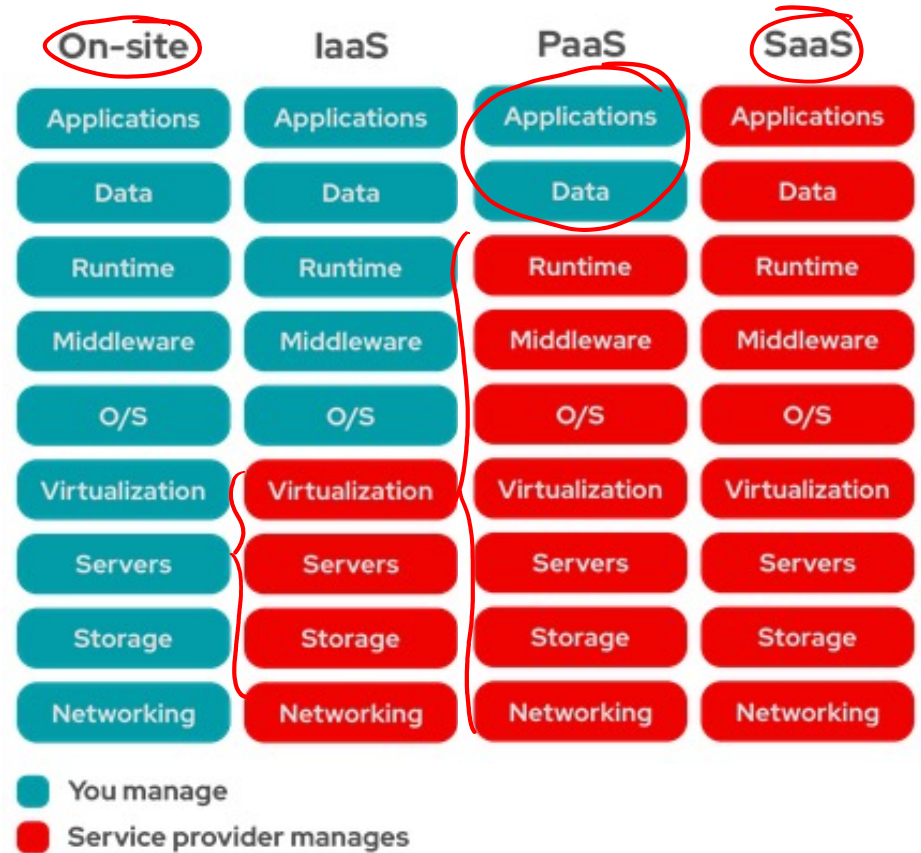 On-site IaaS PaaS SaaS
Applications Applications Applications Applications
Data Data Data Data
Runtime Runtime Runtime Runtime
Middleware Middleware Middleware Middleware
O/S O/S O/S O/S
Virtualization Virtualization Virtualization Virtualization
Servers Servers Servers Servers
Storage Storage Storage Storage
Networking Networking Networking Networking
You manage
Service provider manages